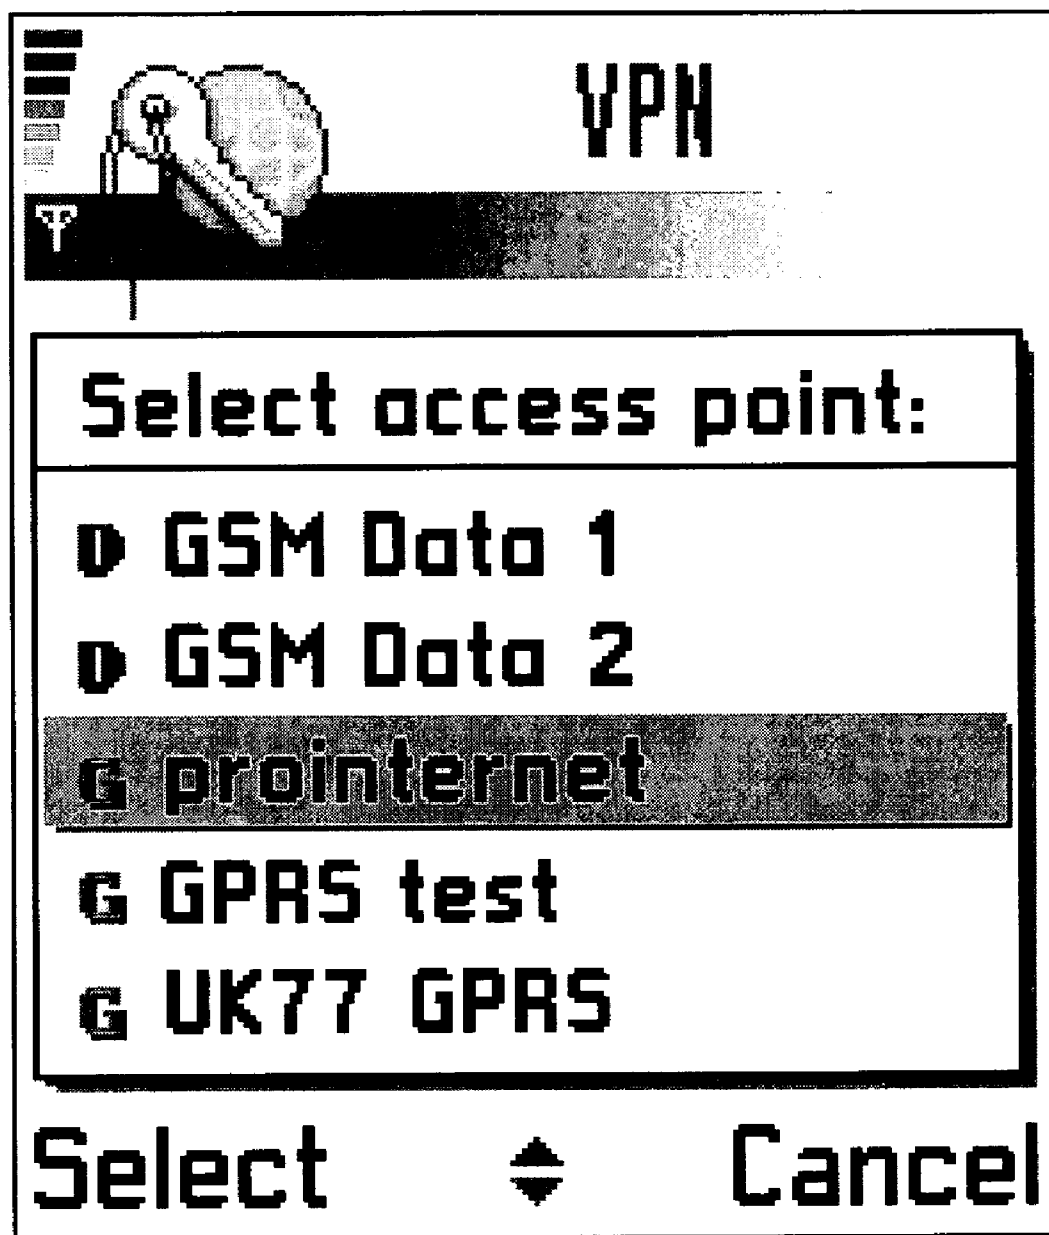 VPN
Select access point:
D GSM Data 1
D GSM Data 2
G prointernet
G GPRS test
G UK77 GPRS
Select Cancel